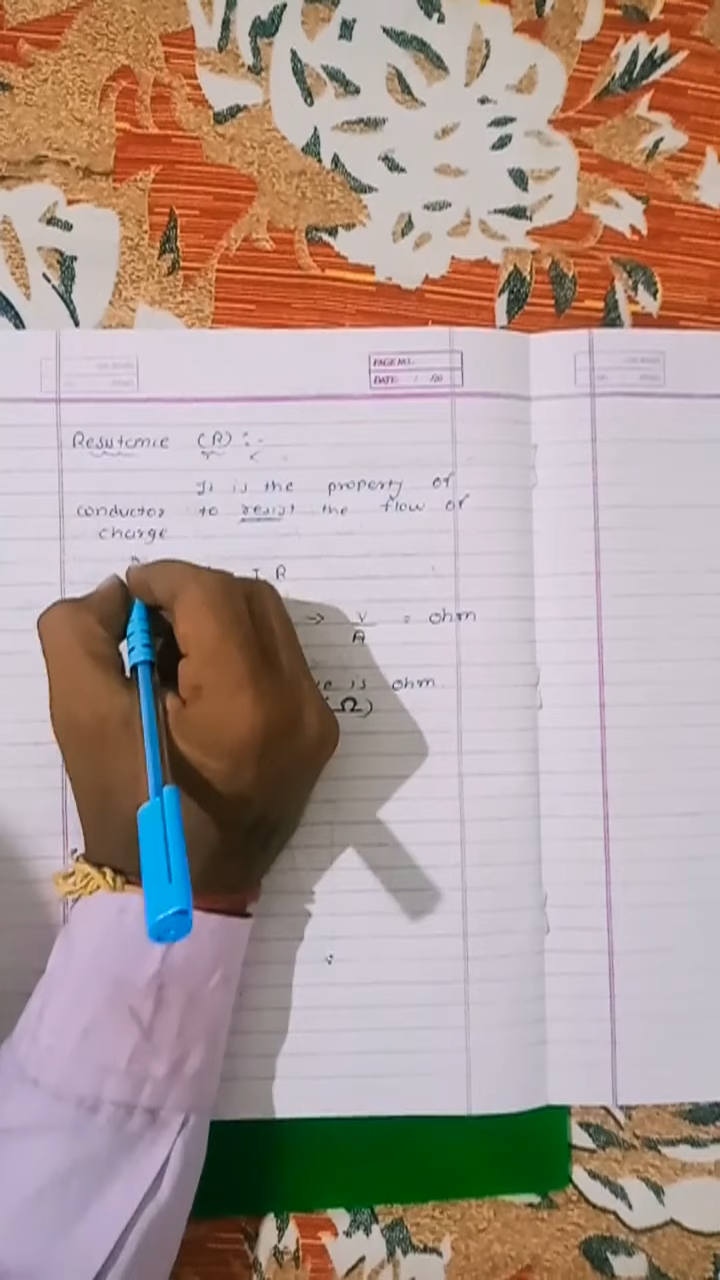 PAGE NO.
DATE: / /20
Resistance (R) :-
It is the property of
conductor to resist the flow of
charge
I R
→ V/A = ohm
is ohm
(Ω)